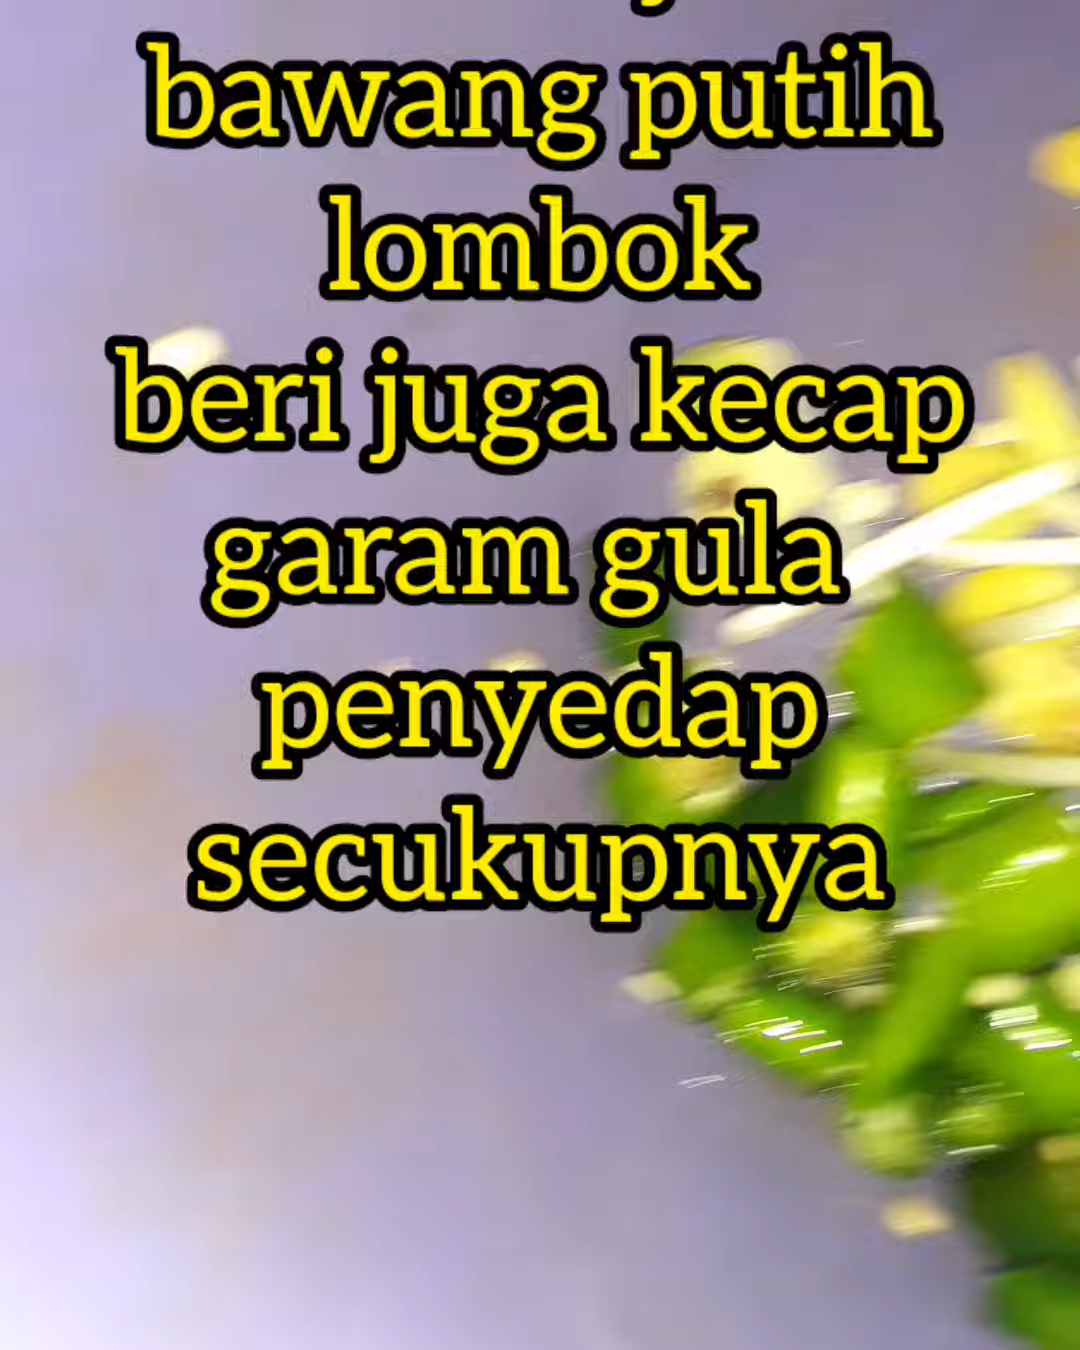 bawang putih
lombok
beri juga kecap
garam gula
penyedap
secukupnya